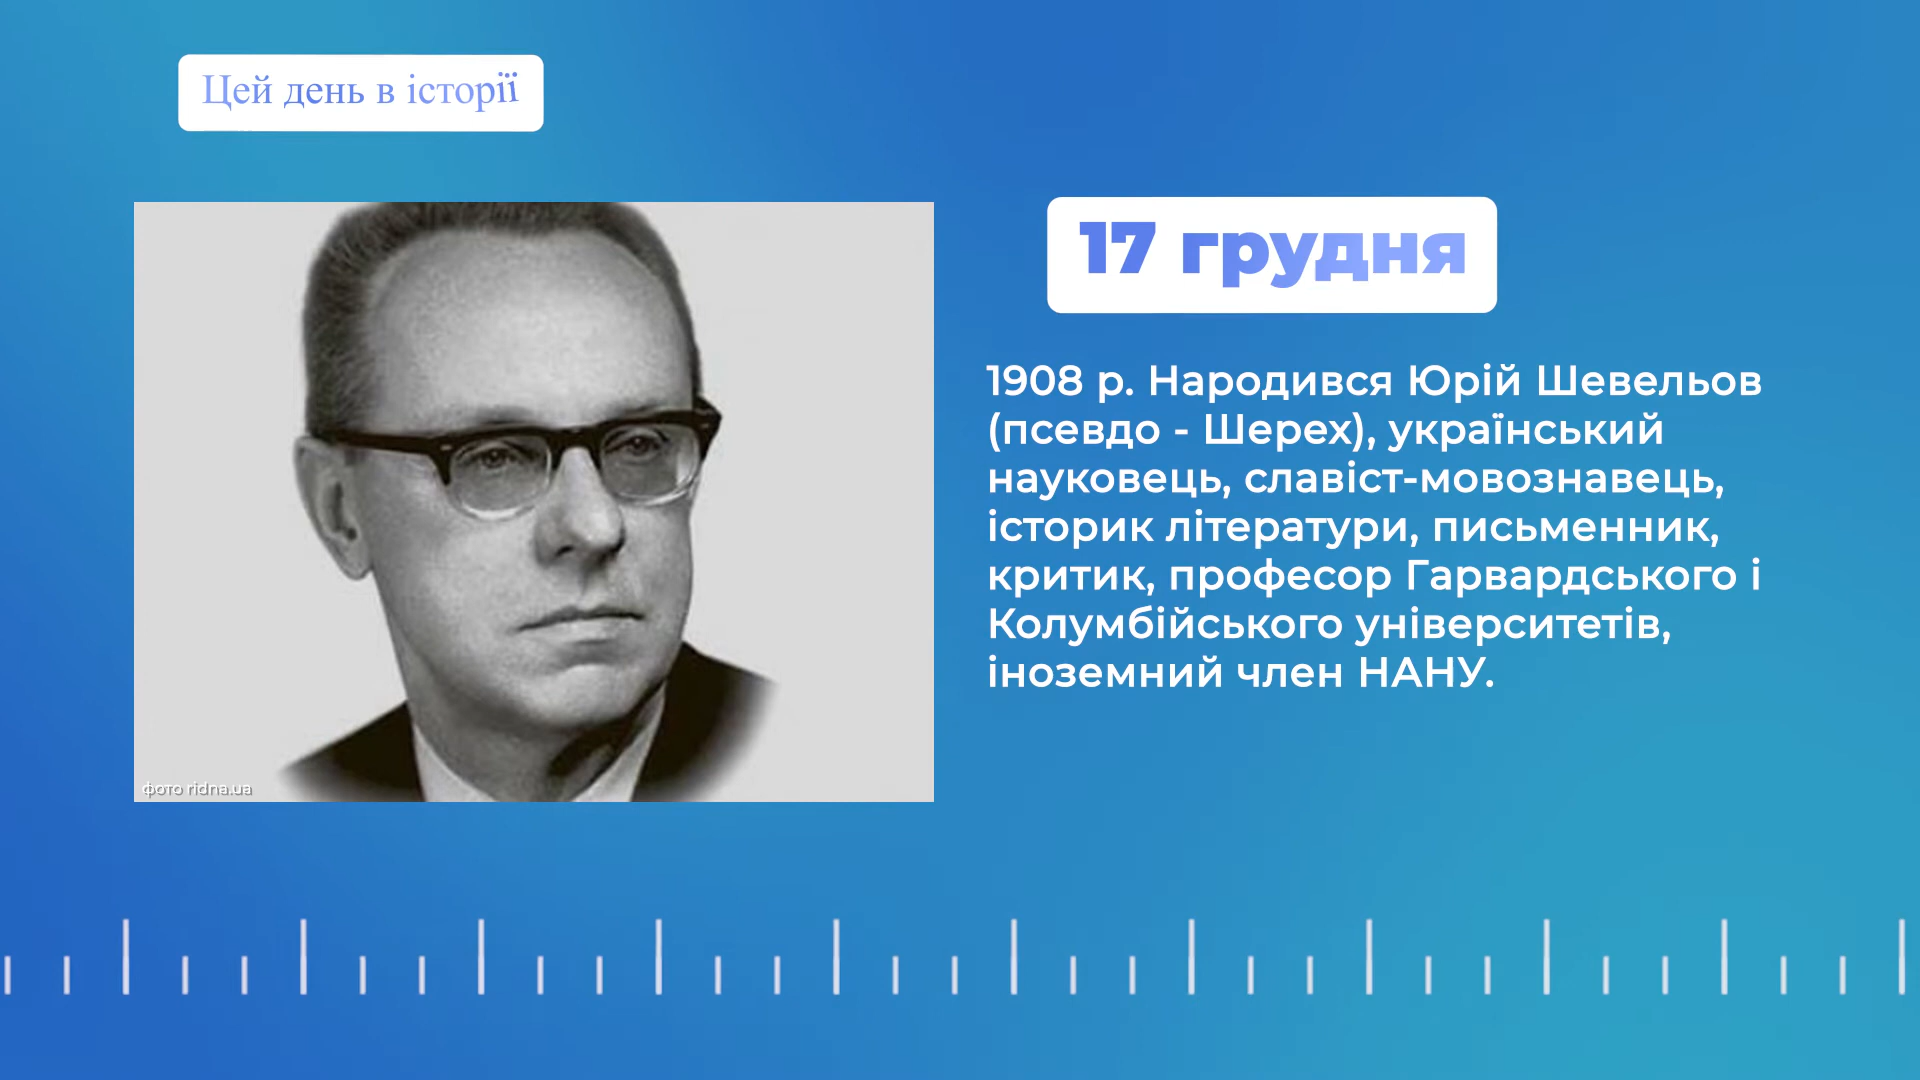 Цей день в історії
17 грудня
1908 р. Народився Юрій Шевельов
(псевдо - Шерех), український
науковець, славіст-мовознавець,
історик літератури, письменник,
критик, професор Гарвардського і
Колумбійського університетів,
іноземний член НАНУ.
фото ridna.ua